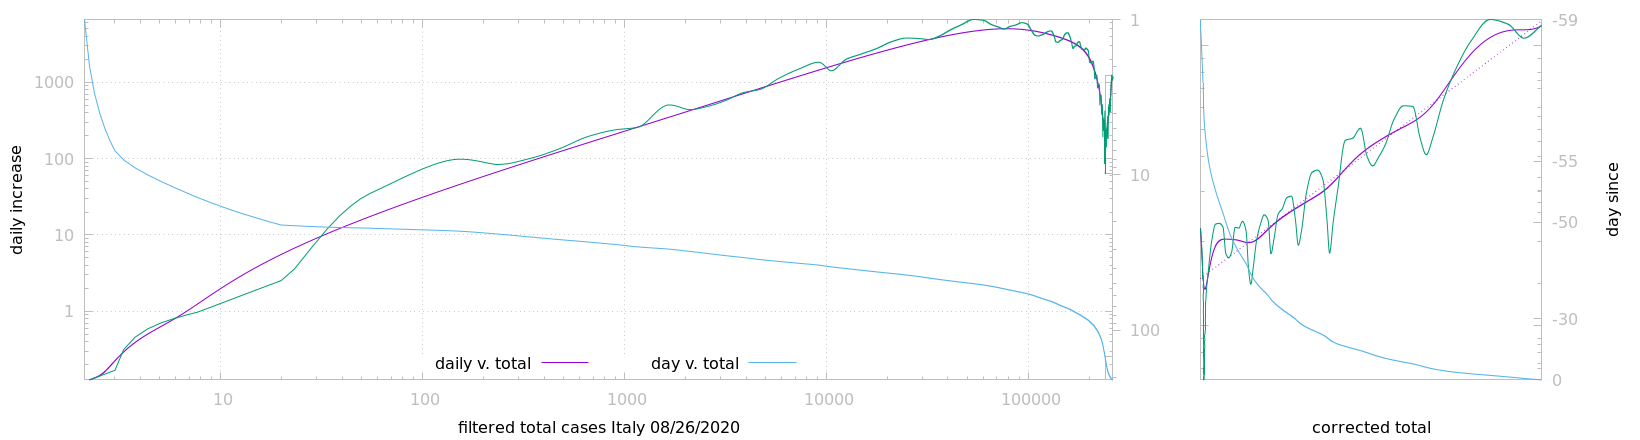 1 -59
1000
100
10
1
daily increase
10
100
-55
-50
-30
0
day since
daily v. total
day v. total
10 100 1000 10000 100000
filtered total cases Italy 08/26/2020
corrected total